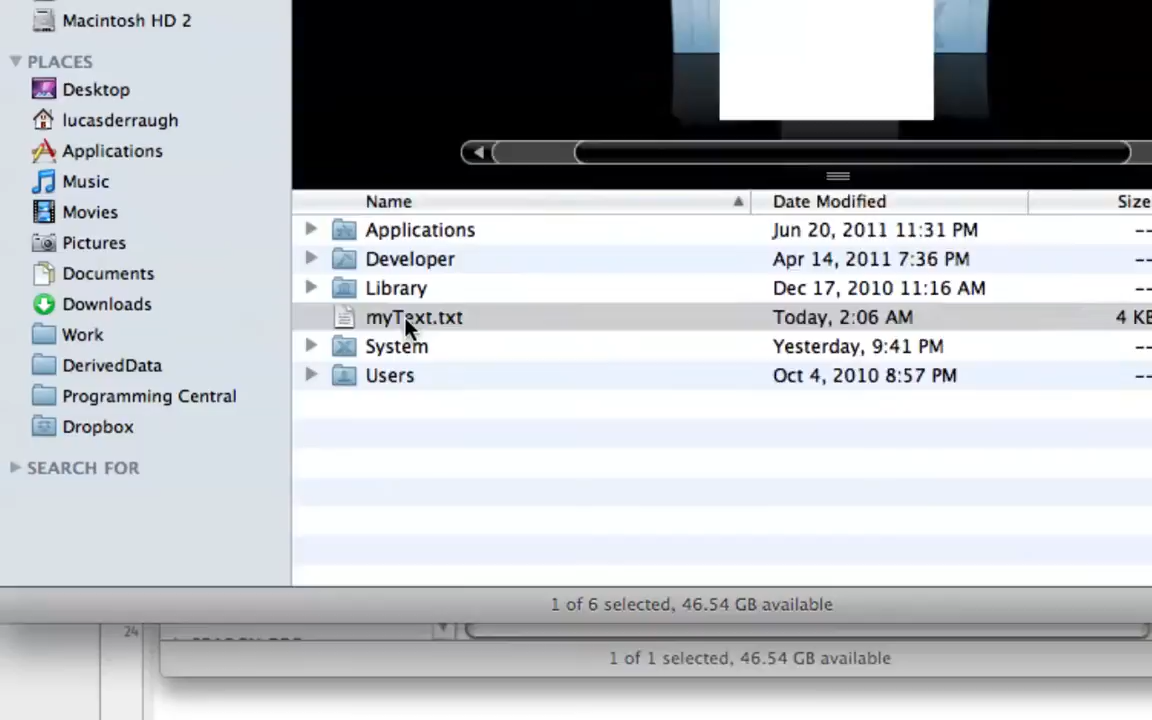 Macintosh HD 2
PLACES
Desktop
lucasderraugh
Applications
Music
Movies
Pictures
Documents
Downloads
Work
DerivedData
Programming Central
Dropbox
SEARCH FOR
Name Date Modified Size
Applications Jun 20, 2011 11:31 PM --
Developer Apr 14, 2011 7:36 PM --
Library Dec 17, 2010 11:16 AM --
myText.txt Today, 2:06 AM 4 KB
System Yesterday, 9:41 PM --
Users Oct 4, 2010 8:57 PM --
1 of 6 selected, 46.54 GB available
24
1 of 1 selected, 46.54 GB available